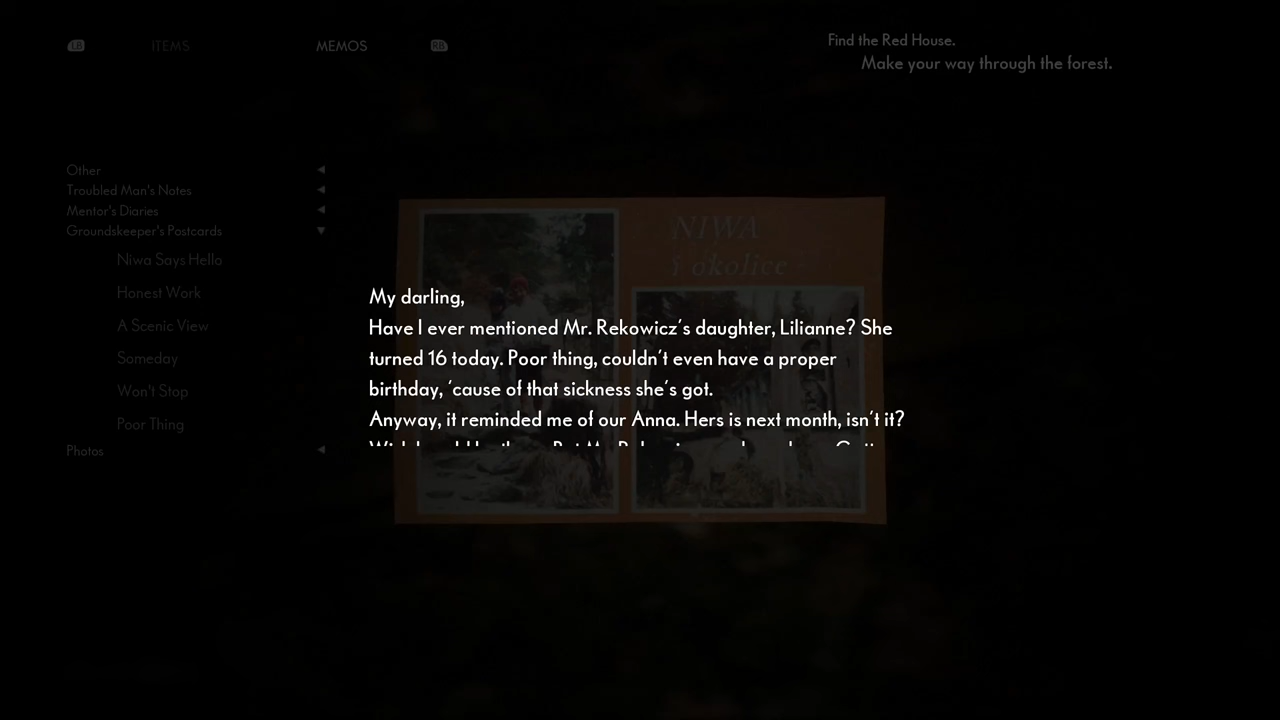 LB
ITEMS
MEMOS
RB
Find the Red House.
Make your way through the forest.
Other
Troubled Man's Notes
Mentor's Diaries
Groundskeeper's Postcards
Niwa Says Hello
Honest Work
A Scenic View
Someday
Won't Stop
Poor Thing
Photos
NIWA
i okolice
My darling,
Have I ever mentioned Mr. Rekowicz's daughter, Lilianne? She
turned 16 today. Poor thing, couldn't even have a proper
birthday, 'cause of that sickness she's got.
Anyway, it reminded me of our Anna. Hers is next month, isn't it?